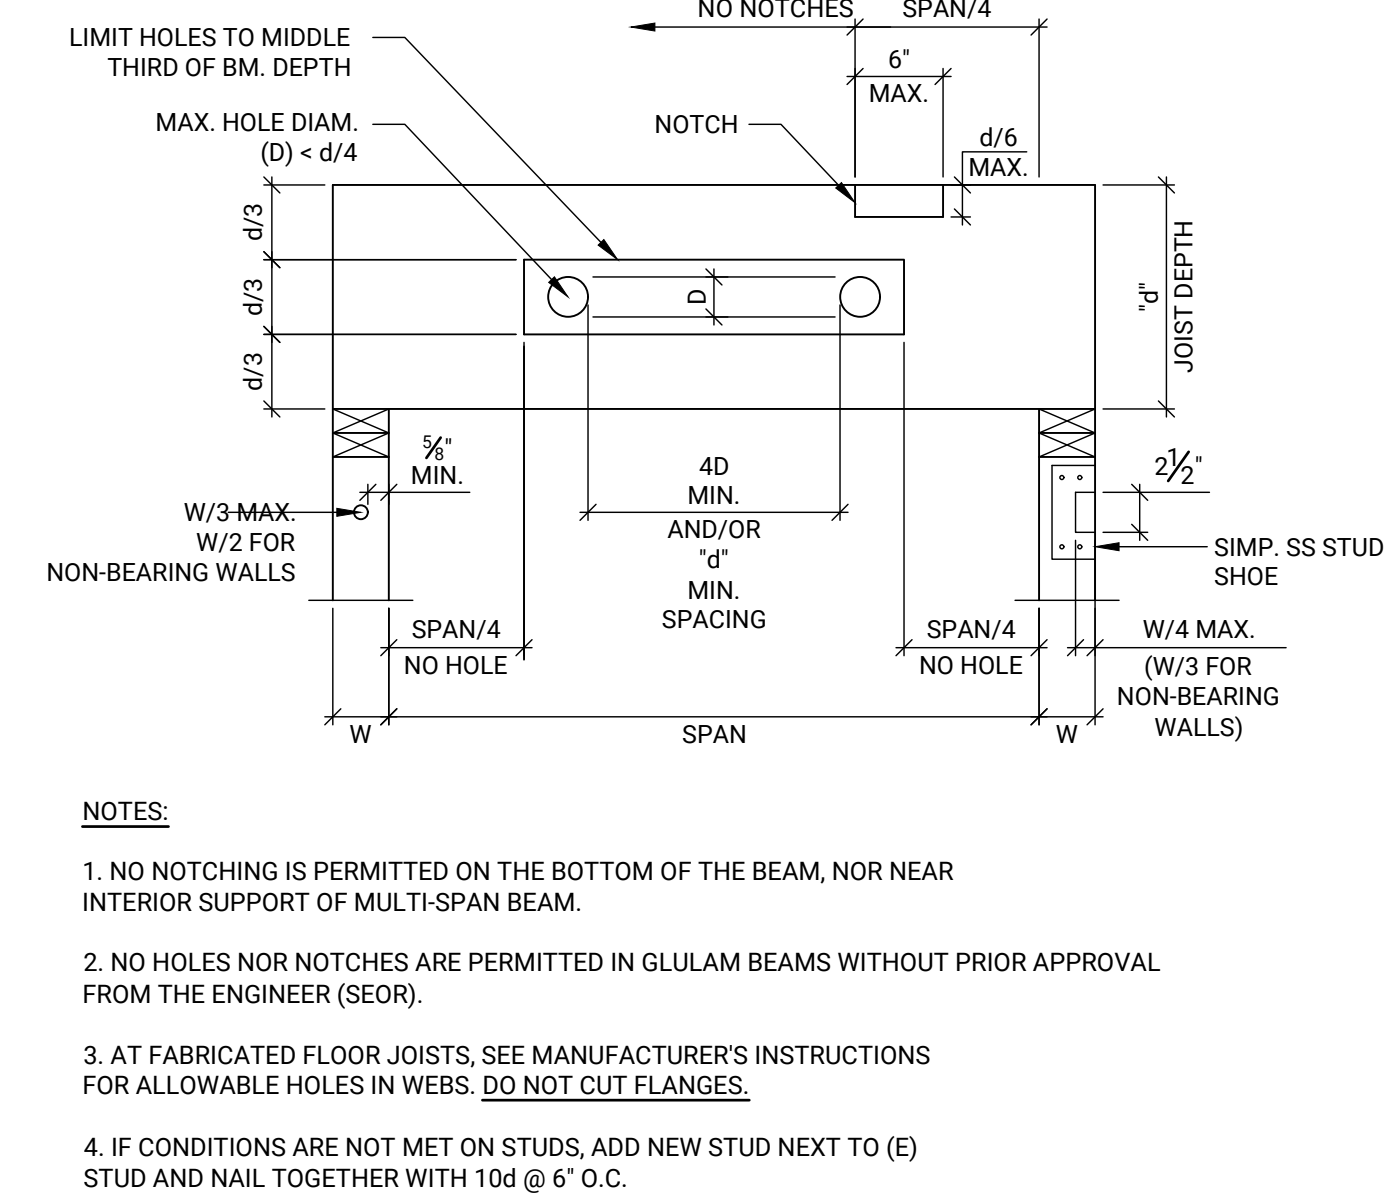 NO NOTCHES
SPAN/4
LIMIT HOLES TO MIDDLE
THIRD OF BM. DEPTH
6"
MAX.
MAX. HOLE DIAM.
(D) < d/4
NOTCH
d/6
MAX.
d/3
d/3
d/3
D
"d"
JOIST DEPTH
5/8"
MIN.
W/3 MAX.
W/2 FOR
NON-BEARING WALLS
4D
MIN.
AND/OR
"d"
MIN.
SPACING
2 1/2"
SIMP. SS STUD
SHOE
SPAN/4
NO HOLE
SPAN/4
NO HOLE
W/4 MAX.
(W/3 FOR
NON-BEARING
WALLS)
W
SPAN
W
NOTES:
1. NO NOTCHING IS PERMITTED ON THE BOTTOM OF THE BEAM, NOR NEAR
INTERIOR SUPPORT OF MULTI-SPAN BEAM.
2. NO HOLES NOR NOTCHES ARE PERMITTED IN GLULAM BEAMS WITHOUT PRIOR APPROVAL
FROM THE ENGINEER (SEOR).
3. AT FABRICATED FLOOR JOISTS, SEE MANUFACTURER'S INSTRUCTIONS
FOR ALLOWABLE HOLES IN WEBS. DO NOT CUT FLANGES.
4. IF CONDITIONS ARE NOT MET ON STUDS, ADD NEW STUD NEXT TO (E)
STUD AND NAIL TOGETHER WITH 10d @ 6" O.C.